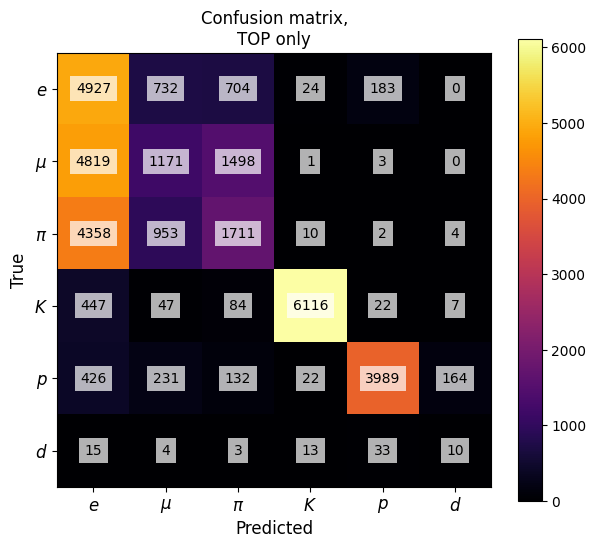 Confusion matrix,
TOP only
True
e 4927 732 704 24 183 0
μ 4819 1171 1498 1 3 0
π 4358 953 1711 10 2 4
K 447 47 84 6116 22 7
p 426 231 132 22 3989 164
d 15 4 3 13 33 10
e μ π K p d
Predicted
6000
5000
4000
3000
2000
1000
0